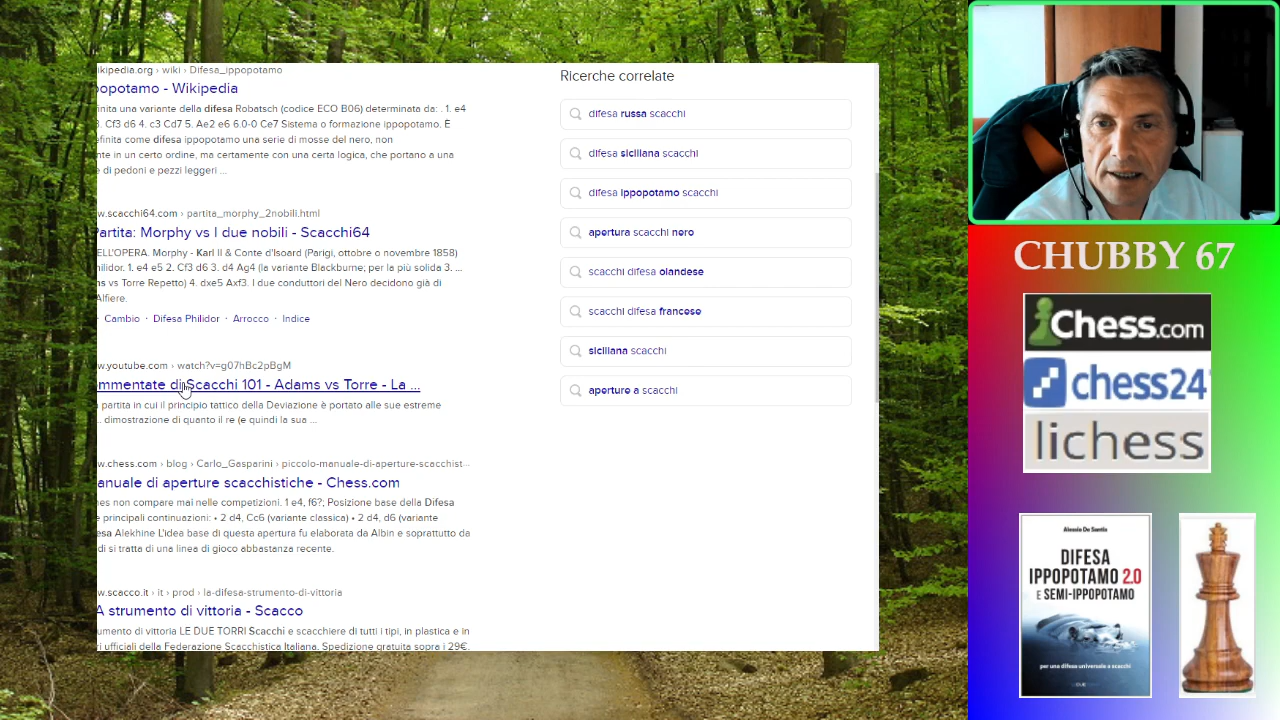 ikipedia.org › wiki › Difesa_ippopotamo
popotamo - Wikipedia
finita una variante della difesa Robatsch (codice ECO B06) determinata da: . 1. e4
3. Cf3 d6 4. c3 Cd7 5. Ae2 e6 6.0-0 Ce7 Sistema o formazione ippopotamo. È
efinita come difesa ippopotamo una serie di mosse del nero, non
nte in un certo ordine, ma certamente con una certa logica, che portano a una
e di pedoni e pezzi leggeri ...
w.scacchi64.com › partita_morphy_2nobili.html
Partita: Morphy vs I due nobili - Scacchi64
ELL'OPERA. Morphy - Karl II & Conte d'Isoard (Parigi, ottobre o novembre 1858)
hilidor. 1. e4 e5 2. Cf3 d6 3. d4 Ag4 (la variante Blackburne; per la più solida 3. ...
ns vs Torre Repetto) 4. dxe5 Axf3. I due conduttori del Nero decidono già di
Alfiere.
· Cambio · Difesa Philidor · Arrocco · Indice
w.youtube.com › watch?v=g07hBc2pBgM
mmentate di Scacchi 101 - Adams vs Torre - La ...
partita in cui il principio tattico della Deviazione è portato alle sue estreme
... dimostrazione di quanto il re (e quindi la sua ...
w.chess.com › blog › Carlo_Gasparini › piccolo-manuale-di-aperture-scacchist...
anuale di aperture scacchistiche - Chess.com
nes non compare mai nelle competizioni. 1 e4, f6?; Posizione base della Difesa
e principali continuazioni: • 2 d4, Cc6 (variante classica) • 2 d4, d6 (variante
esa Alekhine L'idea base di questa apertura fu elaborata da Albin e soprattutto da
di si tratta di una linea di gioco abbastanza recente.
w.scacco.it › it › prod › la-difesa-strumento-di-vittoria
A strumento di vittoria - Scacco
umento di vittoria LE DUE TORRI Scacchi e scacchiere di tutti i tipi, in plastica e in
ri ufficiali della Federazione Scacchistica Italiana. Spedizione gratuita sopra i 29€.
Ricerche correlate
difesa russa scacchi
difesa siciliana scacchi
difesa ippopotamo scacchi
apertura scacchi nero
scacchi difesa olandese
scacchi difesa francese
siciliana scacchi
aperture a scacchi
CHUBBY 67
Chess.com
chess24
lichess
Alessio De Santis
DIFESA
IPPOPOTAMO 2.0
E SEMI-IPPOPOTAMO
per una difesa universale a scacchi